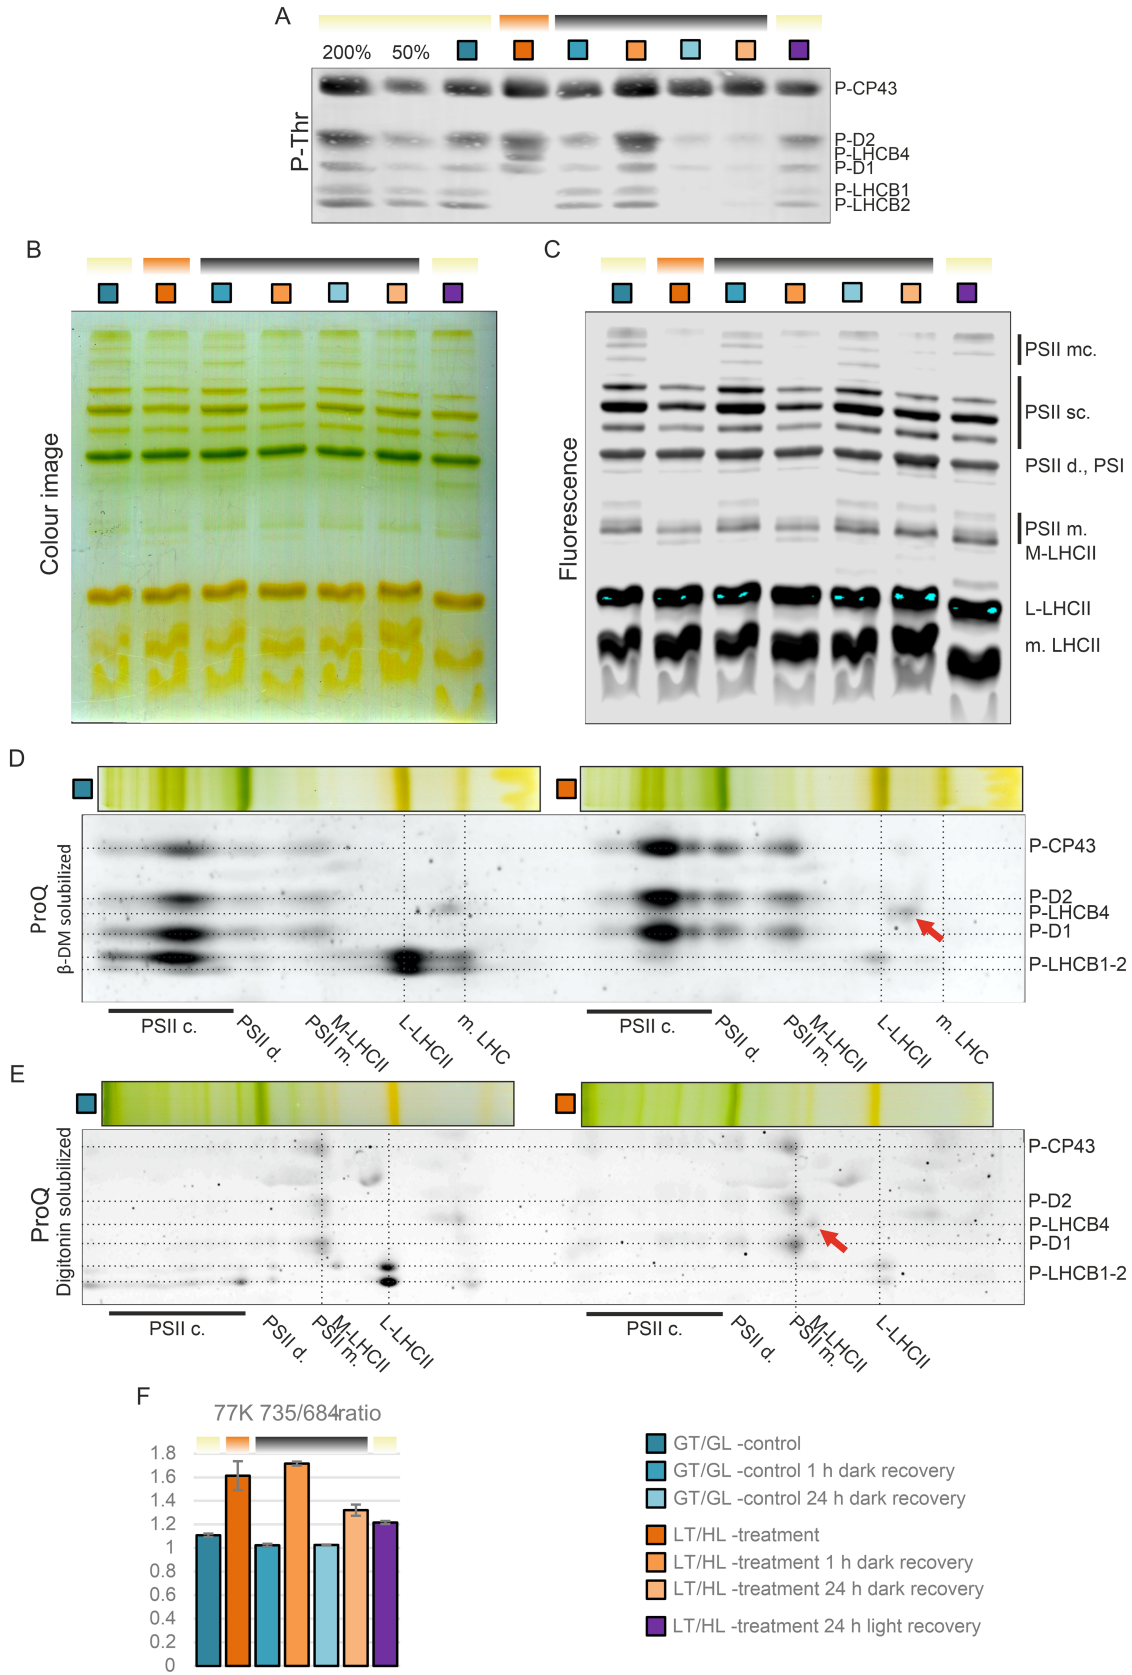 A
200% 50%
P-Thr
P-CP43
P-D2
P-LHCB4
P-D1
P-LHCB1
P-LHCB2
B
Colour image
C
Fluorescence
PSII mc.
PSII sc.
PSII d., PSI
PSII m.
M-LHCII
L-LHCII
m. LHCII
D
ProQ
β-DM solubilized
P-CP43
P-D2
P-LHCB4
P-D1
P-LHCB1-2
PSII c.
PSII d.
PSII m.
M-LHCII
L-LHCII
m. LHC
PSII c.
PSII d.
PSII m.
M-LHCII
L-LHCII
m. LHC
E
ProQ
Digitonin solubilized
P-CP43
P-D2
P-LHCB4
P-D1
P-LHCB1-2
PSII c.
PSII d.
PSII m.
M-LHCII
L-LHCII
PSII c.
PSII d.
PSII m.
M-LHCII
L-LHCII
F
77K 735/684-ratio
1.8
1.6
1.4
1.2
1
0.8
0.6
0.4
0.2
0
GT/GL -control
GT/GL -control 1 h dark recovery
GT/GL -control 24 h dark recovery
LT/HL -treatment
LT/HL -treatment 1 h dark recovery
LT/HL -treatment 24 h dark recovery
LT/HL -treatment 24 h light recovery